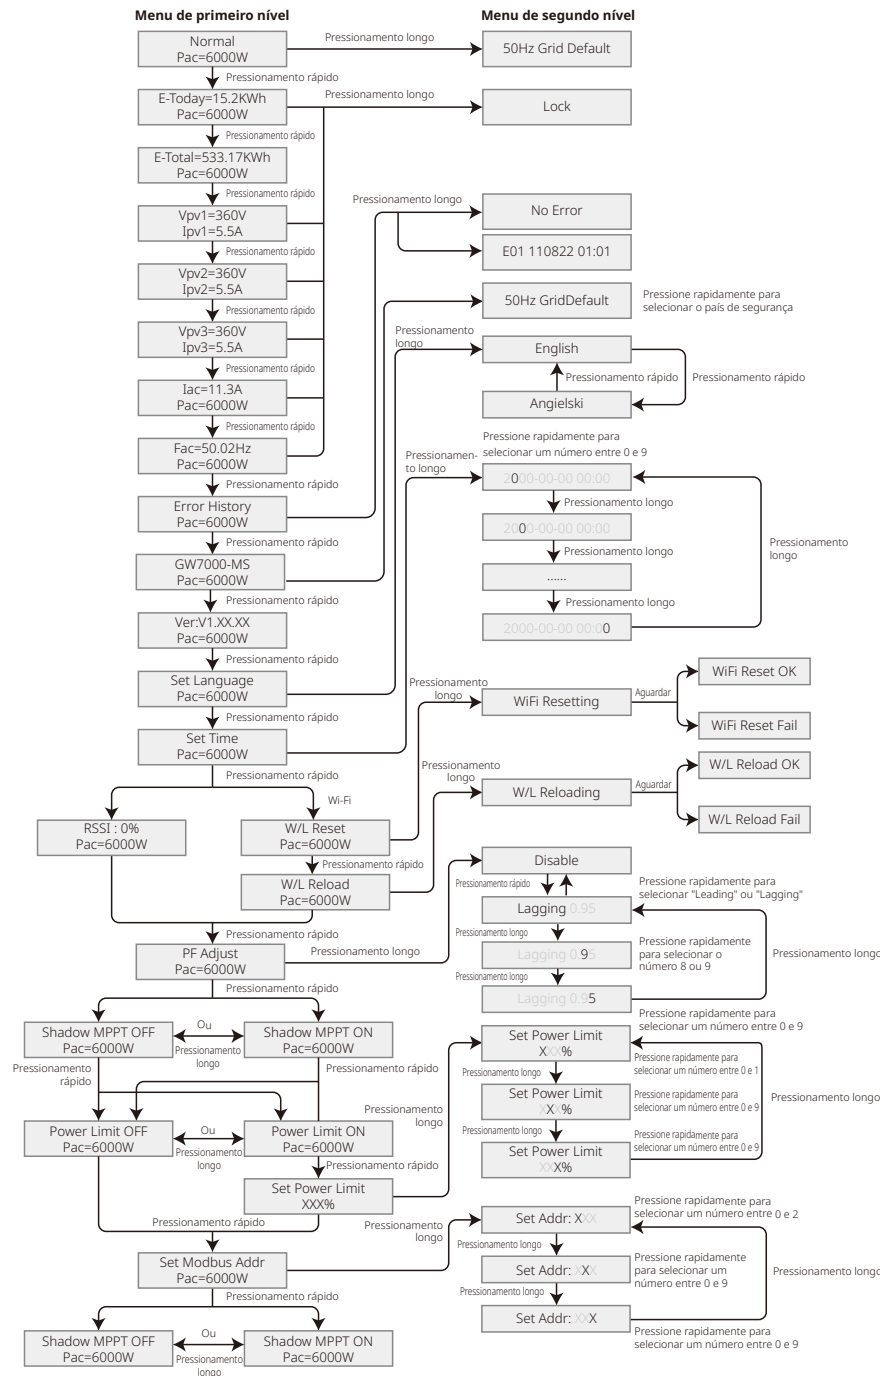 Menu de primeiro nível
Menu de segundo nível
Normal
Pac=6000W
Pressionamento longo
50Hz Grid Default
Pressionamento rápido
E-Today=15.2KWh
Pac=6000W
Pressionamento longo
Lock
Pressionamento rápido
E-Total=533.17KWh
Pac=6000W
Pressionamento rápido
Vpv1=360V
Ipv1=5.5A
Pressionamento longo
No Error
E01 110822 01:01
Pressionamento rápido
Vpv2=360V
Ipv2=5.5A
50Hz GridDefault
Pressione rapidamente para
selecionar o país de segurança
Pressionamento rápido
Vpv3=360V
Ipv3=5.5A
Pressionamento
longo
English
Pressionamento rápido
Pressionamento rápido
Angielski
Pressionamento rápido
Iac=11.3A
Pac=6000W
Pressionamento rápido
Fac=50.02Hz
Pac=6000W
Pressione rapidamente para
selecionar um número entre 0 e 9
Pressionamen-
to longo
2000-00-00 00:00
Pressionamento longo
2000-00-00 00:00
Pressionamento longo
......
Pressionamento longo
2000-00-00 00:00
Pressionamento
longo
Pressionamento rápido
Error History
Pac=6000W
Pressionamento rápido
GW7000-MS
Pac=6000W
Pressionamento rápido
Ver:V1.XX.XX
Pac=6000W
Pressionamento rápido
Set Language
Pac=6000W
Pressionamento rápido
Set Time
Pac=6000W
Pressionamento rápido
Pressionamento
longo
WiFi Resetting
Aguardar
WiFi Reset OK
WiFi Reset Fail
Pressionamento
longo
W/L Reloading
Aguardar
W/L Reload OK
W/L Reload Fail
Wi-Fi
RSSI : 0%
Pac=6000W
W/L Reset
Pac=6000W
Pressionamento rápido
W/L Reload
Pac=6000W
Pressionamento rápido
PF Adjust
Pac=6000W
Pressionamento longo
Disable
Pressionamento rápido
Pressione rapidamente para
selecionar "Leading" ou "Lagging"
Lagging 0.95
Pressionamento longo
Lagging 0.95
Pressione rapidamente
para selecionar o
número 8 ou 9
Pressionamento longo
Pressionamento longo
Lagging 0.95
Pressione rapidamente para
selecionar um número entre 0 e 9
Pressionamento rápido
Shadow MPPT OFF
Pac=6000W
Ou
Pressionamento
longo
Shadow MPPT ON
Pac=6000W
Pressionamento
rápido
Pressionamento rápido
Power Limit OFF
Pac=6000W
Ou
Pressionamento
longo
Power Limit ON
Pac=6000W
Pressionamento rápido
Set Power Limit
XXX%
Pressionamento
longo
Set Power Limit
XXX%
Pressione rapidamente para
selecionar um número entre 0 e 1
Pressionamento longo
Set Power Limit
XXX%
Pressione rapidamente para
selecionar um número entre 0 e 9
Pressionamento longo
Pressionamento longo
Set Power Limit
XXX%
Pressione rapidamente para
selecionar um número entre 0 e 9
Pressionamento rápido
Set Modbus Addr
Pac=6000W
Pressionamento
longo
Set Addr: XXX
Pressione rapidamente para
selecionar um número entre 0 e 2
Pressionamento longo
Set Addr: XXX
Pressione rapidamente
para selecionar um
número entre 0 e 9
Pressionamento longo
Pressionamento longo
Set Addr: XXX
Pressione rapidamente para
selecionar um número entre 0 e 9
Pressionamento rápido
Shadow MPPT OFF
Pac=6000W
Ou
Pressionamento
longo
Shadow MPPT ON
Pac=6000W